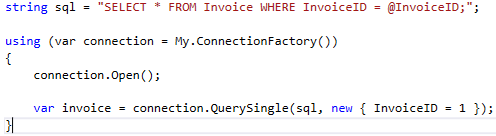 string sql = "SELECT * FROM Invoice WHERE InvoiceID = @InvoiceID;";
using (var connection = My.ConnectionFactory())
{
connection.Open();
var invoice = connection.QuerySingle(sql, new { InvoiceID = 1 });
}